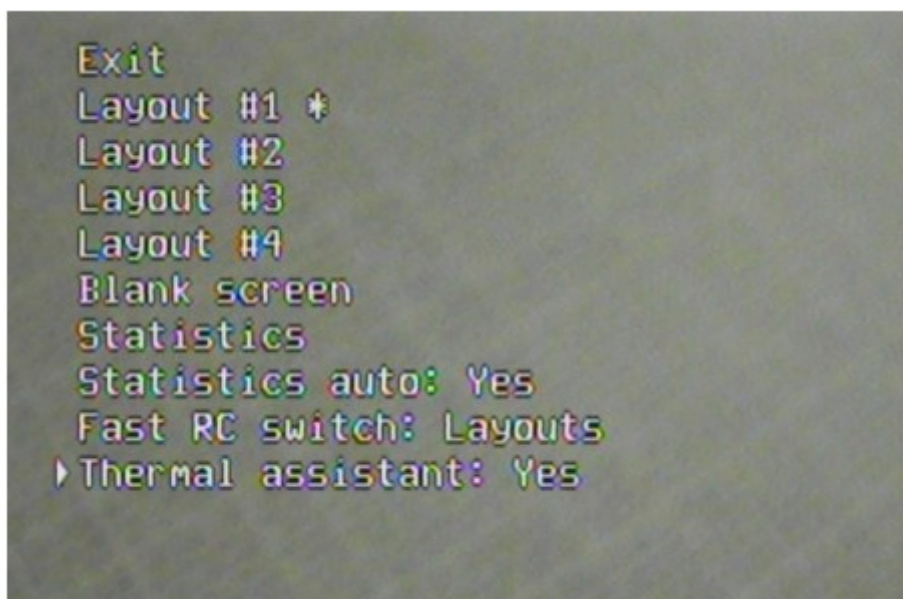 Exit
Layout #1 *
Layout #2
Layout #3
Layout #4
Blank screen
Statistics
Statistics auto: Yes
Fast RC switch: Layouts
Thermal assistant: Yes